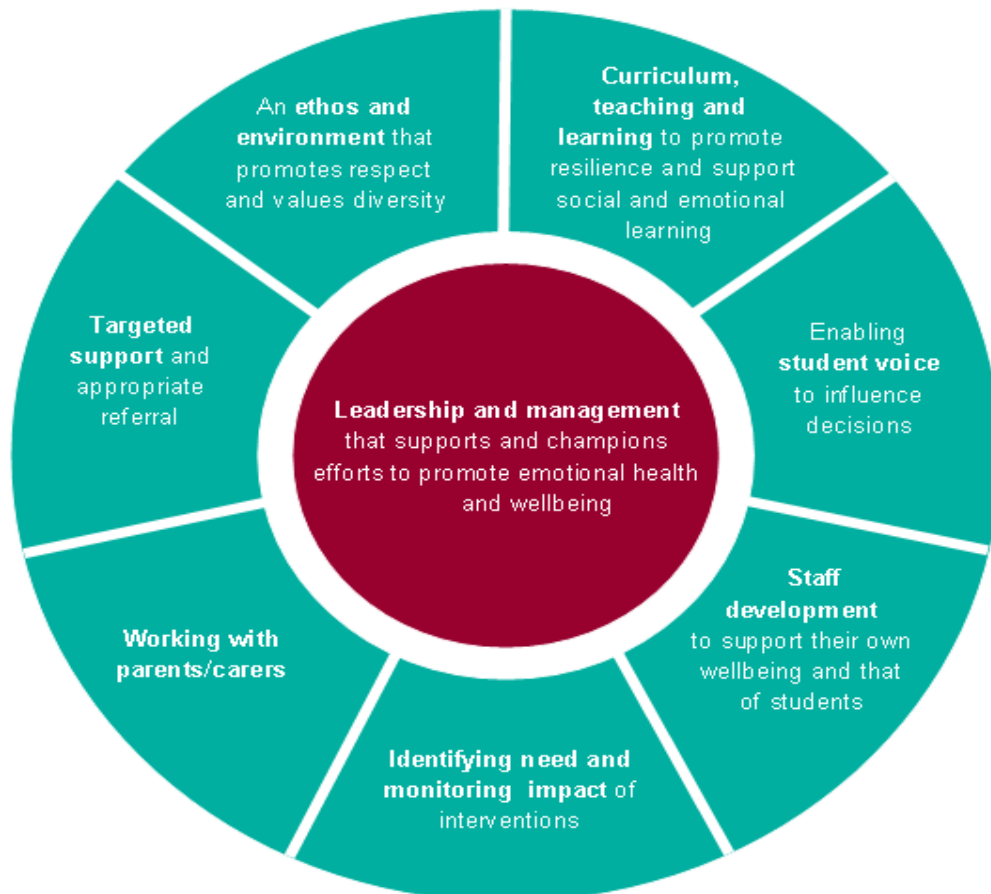 An ethos and
environment that
promotes respect
and values diversity
Curriculum,
teaching and
learning to promote
resilience and support
social and emotional
learning
Enabling
student voice
to influence
decisions
Staff
development
to support their own
wellbeing and that
of students
Identifying need and
monitoring impact of
interventions
Working with
parents/carers
Targeted
support and
appropriate
referral
Leadership and management
that supports and champions
efforts to promote emotional health
and wellbeing